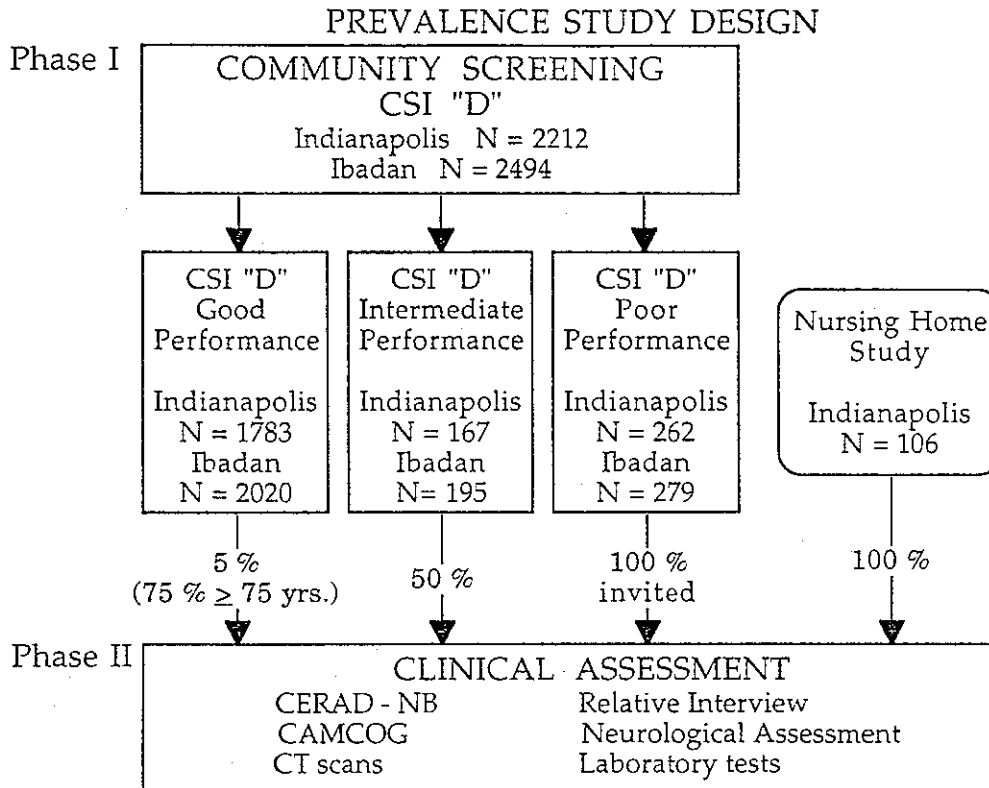 PREVALENCE STUDY DESIGN
Phase I
COMMUNITY SCREENING
CSI "D"
Indianapolis N = 2212
Ibadan N = 2494
CSI "D"
Good
Performance
Indianapolis
N = 1783
Ibadan
N = 2020
CSI "D"
Intermediate
Performance
Indianapolis
N = 167
Ibadan
N= 195
CSI "D"
Poor
Performance
Indianapolis
N = 262
Ibadan
N = 279
Nursing Home
Study
Indianapolis
N = 106
5 %
(75 % ≥ 75 yrs.)
50 %
100 %
invited
100 %
Phase II
CLINICAL ASSESSMENT
CERAD - NB
CAMCOG
CT scans
Relative Interview
Neurological Assessment
Laboratory tests